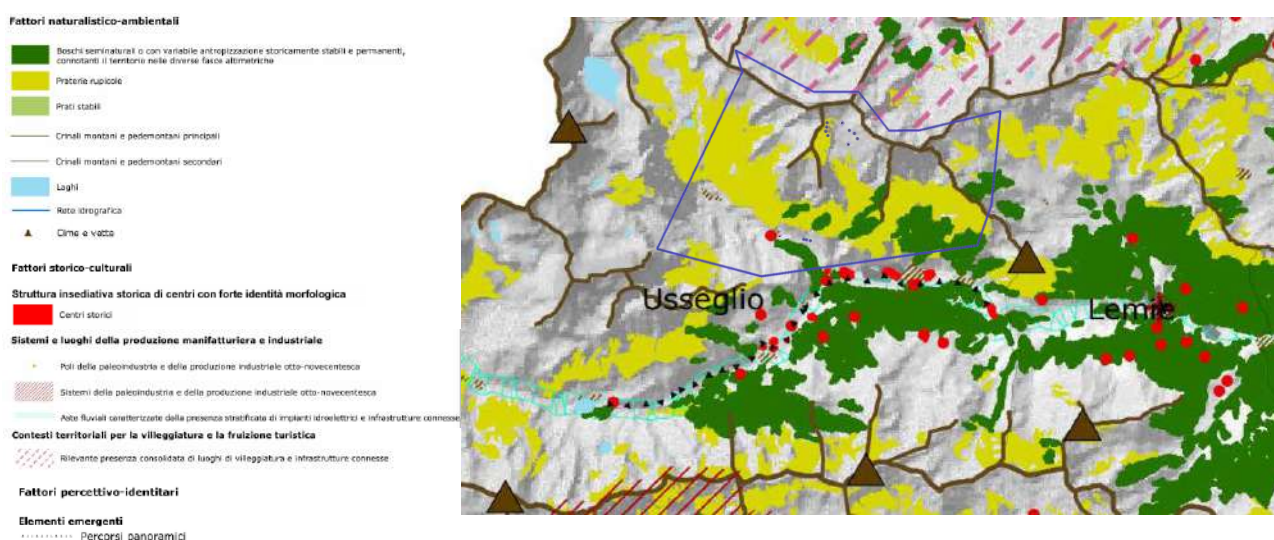 Fattori naturalistico-ambientali
Boschi seminaturali o con variabile antropizzazione storicamente stabili e permanenti,
connotanti il territorio nelle diverse fasce altimetriche
Praterie rupicole
Prati stabili
Crinali montani e pedemontani principali
Crinali montani e pedemontani secondari
Laghi
Rete idrografica
Cime e vette
Fattori storico-culturali
Struttura insediativa storica di centri con forte identità morfologica
Centri storici
Sistemi e luoghi della produzione manifatturiera e industriale
Poli della paleoindustria e della produzione industriale otto-novecentesca
Sistemi della paleoindustria e della produzione industriale otto-novecentesca
Aste fluviali caratterizzate dalla presenza stratificata di impianti idroelettrici e infrastrutture connesse
Contesti territoriali per la villeggiatura e la fruizione turistica
Rilevante presenza consolidata di luoghi di villeggiatura e infrastrutture connesse
Fattori percettivo-identitari
Elementi emergenti
Percorsi panoramici
Usseglio
Lemie